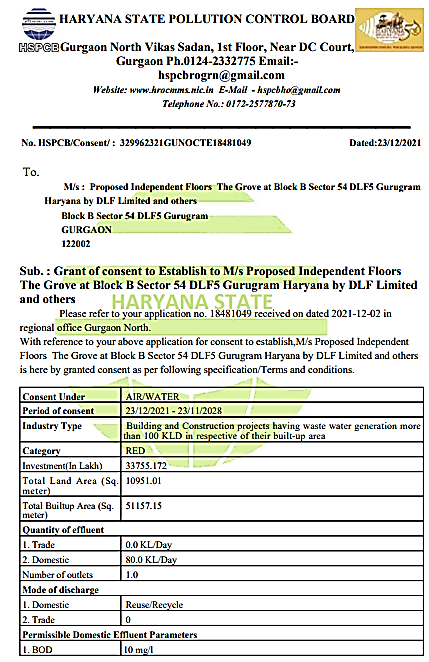 HARYANA STATE POLLUTION CONTROL BOARD
HSPCB
HARYANA
Gurgaon North Vikas Sadan, 1st Floor, Near DC Court,
Gurgaon Ph.0124-2332775 Email:-
hspcbrogrn@gmail.com
Website: www.hrocmms.nic.in E-Mail - hspcbho@gmail.com
Telephone No.: 0172-2577870-73
No. HSPCB/Consent/ : 329962321GUNOCTE18481049 Dated:23/12/2021
To.
M/s : Proposed Independent Floors The Grove at Block B Sector 54 DLF5 Gurugram
Haryana by DLF Limited and others
Block B Sector 54 DLF5 Gurugram
GURGAON
122002
Sub. : Grant of consent to Establish to M/s Proposed Independent Floors
The Grove at Block B Sector 54 DLF5 Gurugram Haryana by DLF Limited
and others
HARYANA STATE
Please refer to your application no. 18481049 received on dated 2021-12-02 in
regional office Gurgaon North.
With reference to your above application for consent to establish,M/s Proposed Independent
Floors The Grove at Block B Sector 54 DLF5 Gurugram Haryana by DLF Limited and others
is here by granted consent as per following specification/Terms and conditions.
Consent Under AIR/WATER
Period of consent 23/12/2021 - 23/11/2028
Industry Type Building and Construction projects having waste water generation more
than 100 KLD in respective of their built-up area
Category RED
Investment(In Lakh) 33755.172
Total Land Area (Sq. 10951.01
meter)
Total Builtup Area (Sq. 51157.15
meter)
Quantity of effluent
1. Trade 0.0 KL/Day
2. Domestic 80.0 KL/Day
Number of outlets 1.0
Mode of discharge
1. Domestic Reuse/Recycle
2. Trade 0
Permissible Domestic Effluent Parameters
1. BOD 10 mg/l